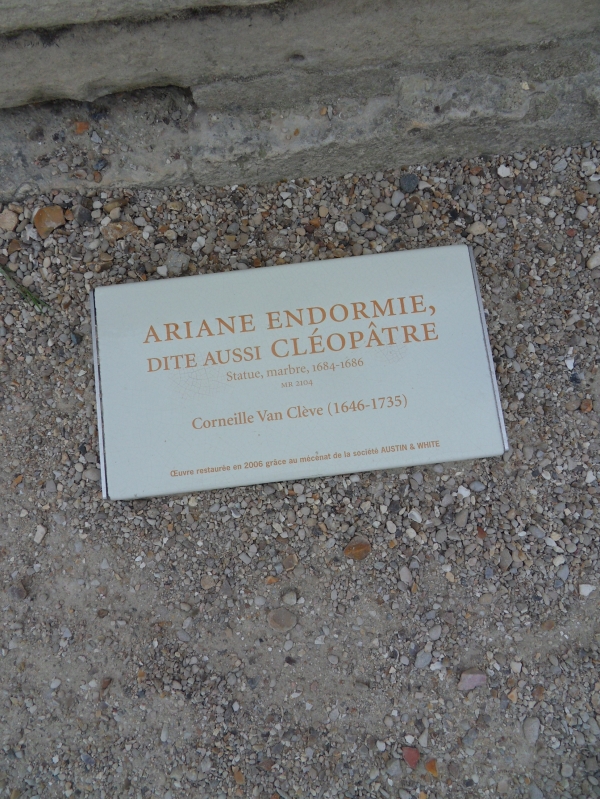 ARIANE ENDORMIE,
DITE AUSSI CLÉOPÂTRE
Statue, marbre, 1684-1686
MR 2104
Corneille Van Clève (1646-1735)
Œuvre restaurée en 2006 grâce au mécénat de la société AUSTIN & WHITE